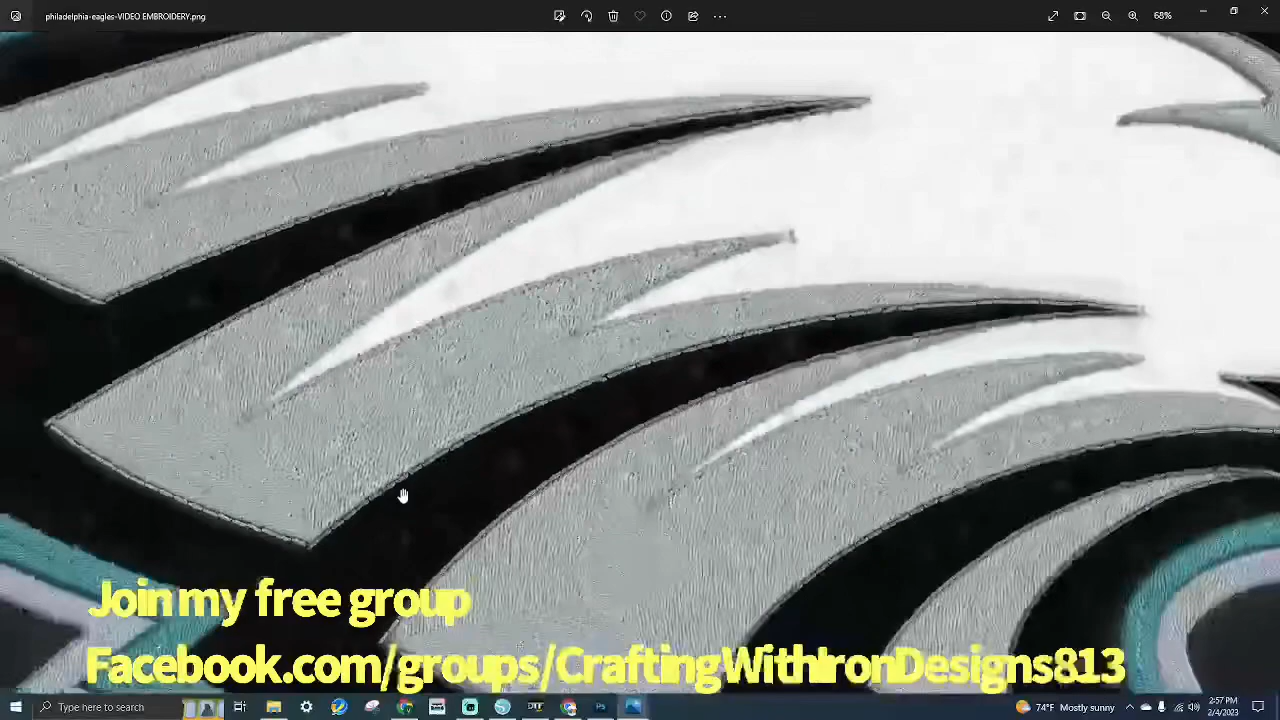 philadelphia-eagles-VIDEO EMBROIDERY.png
68%
Join my free group
Facebook.com/groups/CraftingWithIronDesigns813
Type here to search
74°F Mostly sunny
2:57 PM
2/4/2023